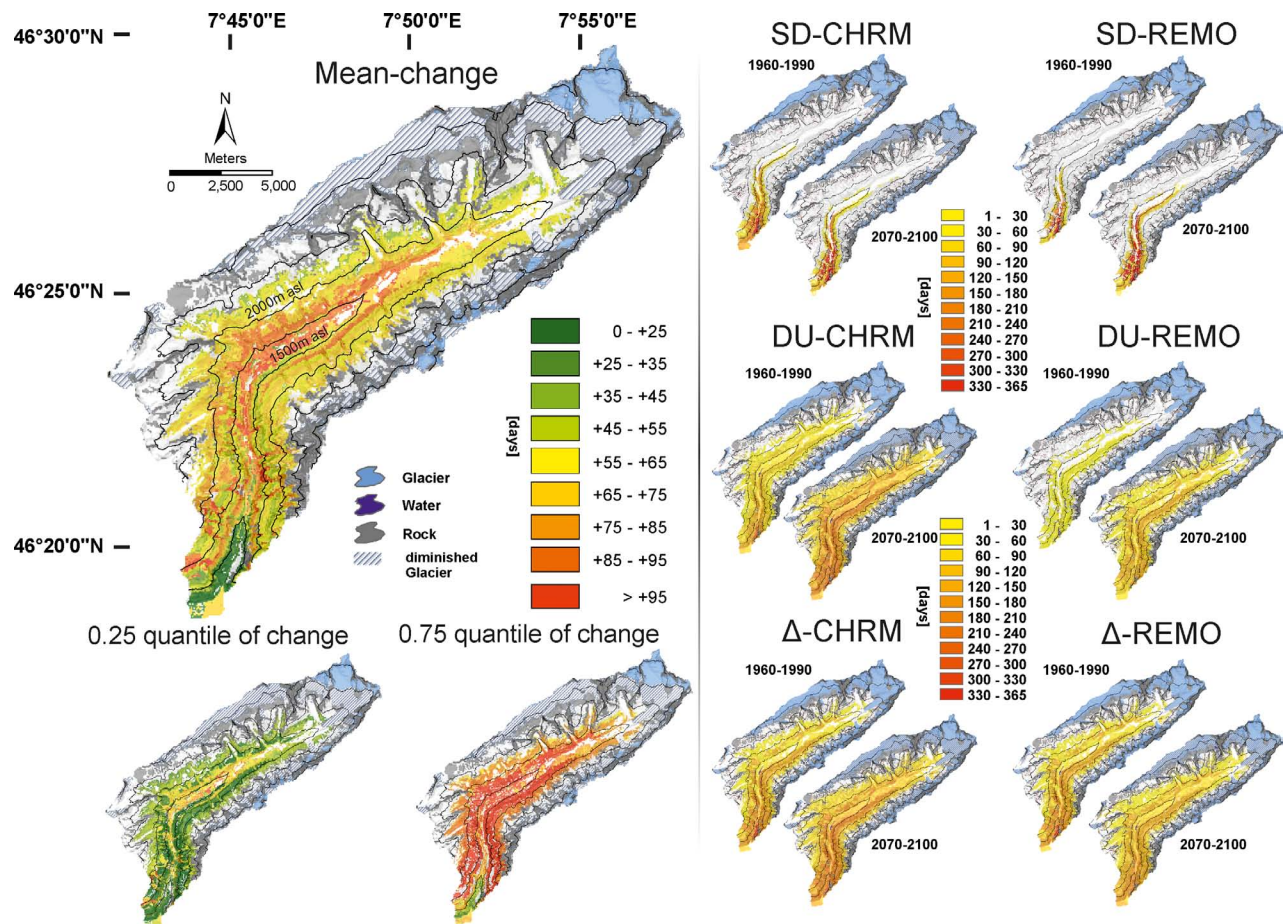 7°45'0"E
7°50'0"E
7°55'0"E
46°30'0"N
Mean-change
N
Meters
0 2,500 5,000
46°25'0"N
2000m asl
1500m asl
[days]
0 - +25
+25 - +35
+35 - +45
+45 - +55
+55 - +65
+65 - +75
+75 - +85
+85 - +95
> +95
Glacier
Water
Rock
diminished
Glacier
46°20'0"N
0.25 quantile of change
0.75 quantile of change
SD-CHRM
1960-1990
2070-2100
SD-REMO
1960-1990
2070-2100
[days]
1 - 30
30 - 60
60 - 90
90 - 120
120 - 150
150 - 180
180 - 210
210 - 240
240 - 270
270 - 300
300 - 330
330 - 365
DU-CHRM
1960-1990
2070-2100
DU-REMO
1960-1990
2070-2100
[days]
1 - 30
30 - 60
60 - 90
90 - 120
120 - 150
150 - 180
180 - 210
210 - 240
240 - 270
270 - 300
300 - 330
330 - 365
Δ-CHRM
1960-1990
2070-2100
Δ-REMO
1960-1990
2070-2100